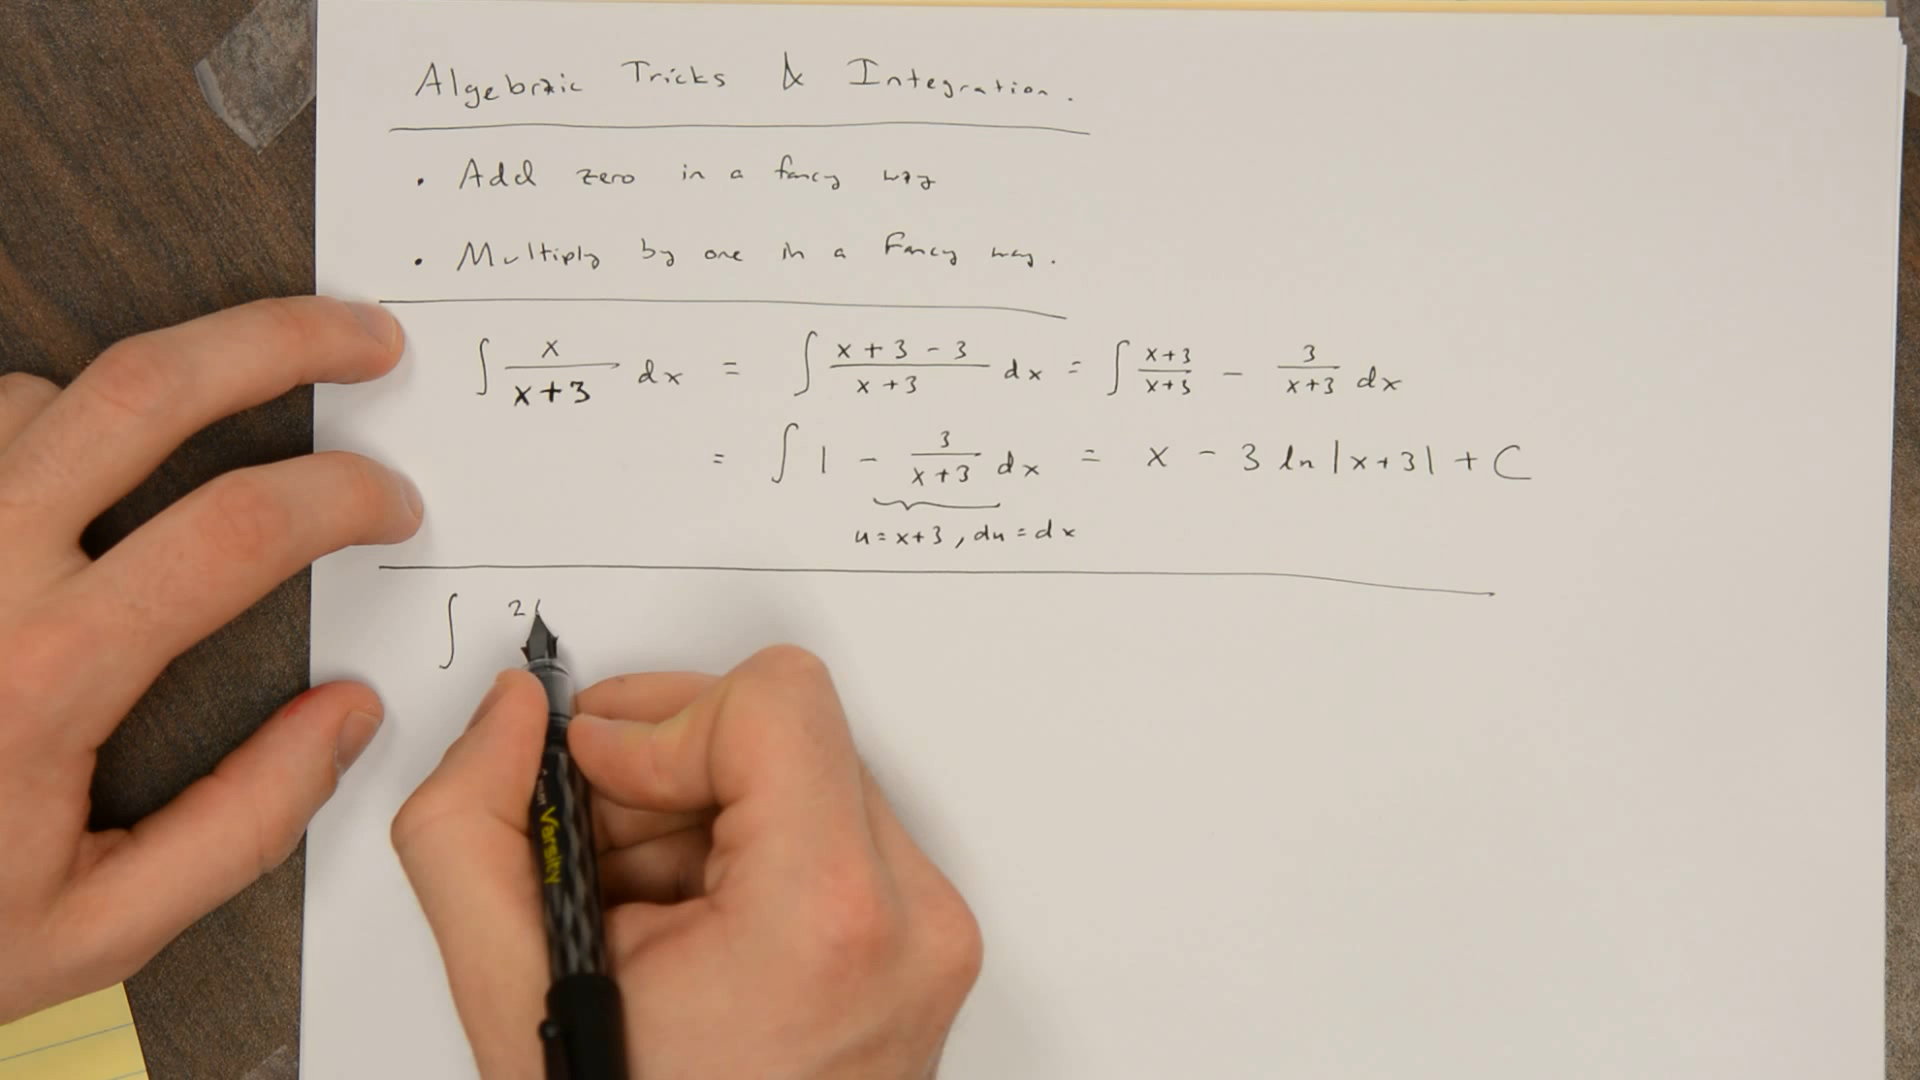 Algebraic Tricks & Integration.
• Add zero in a fancy way
• Multiply by one in a Fancy way.
∫ x/(x+3) dx = ∫ (x+3-3)/(x+3) dx = ∫ (x+3)/(x+3) - 3/(x+3) dx
= ∫ 1 - 3/(x+3) dx = x - 3 ln|x+3| + C
u=x+3, du=dx
∫ 2
Varsity